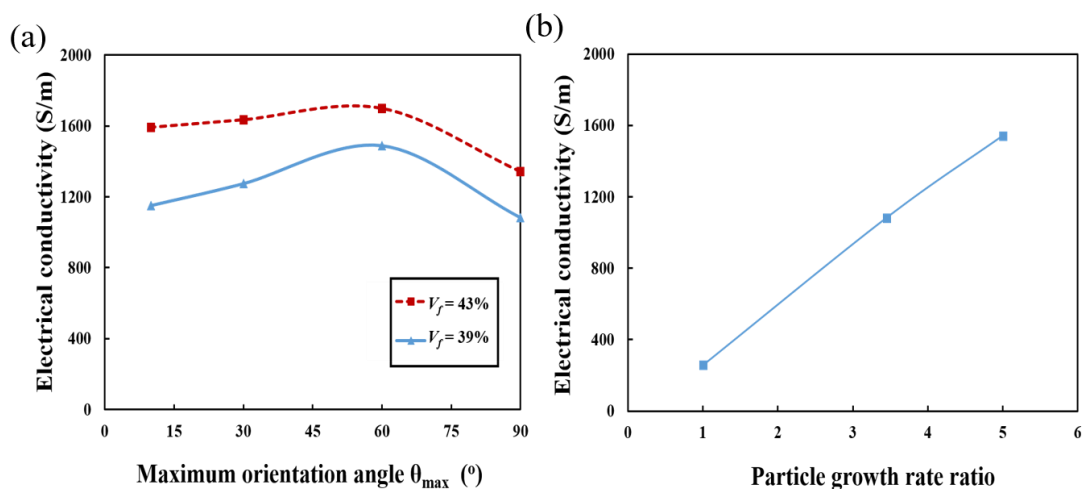 (a)
Electrical conductivity (S/m)
2000
1600
1200
800
400
0
0 15 30 45 60 75 90
Maximum orientation angle θmax (º)
Vf = 43%
Vf = 39%
(b)
Electrical conductivity (S/m)
2000
1600
1200
800
400
0
0 1 2 3 4 5 6
Particle growth rate ratio